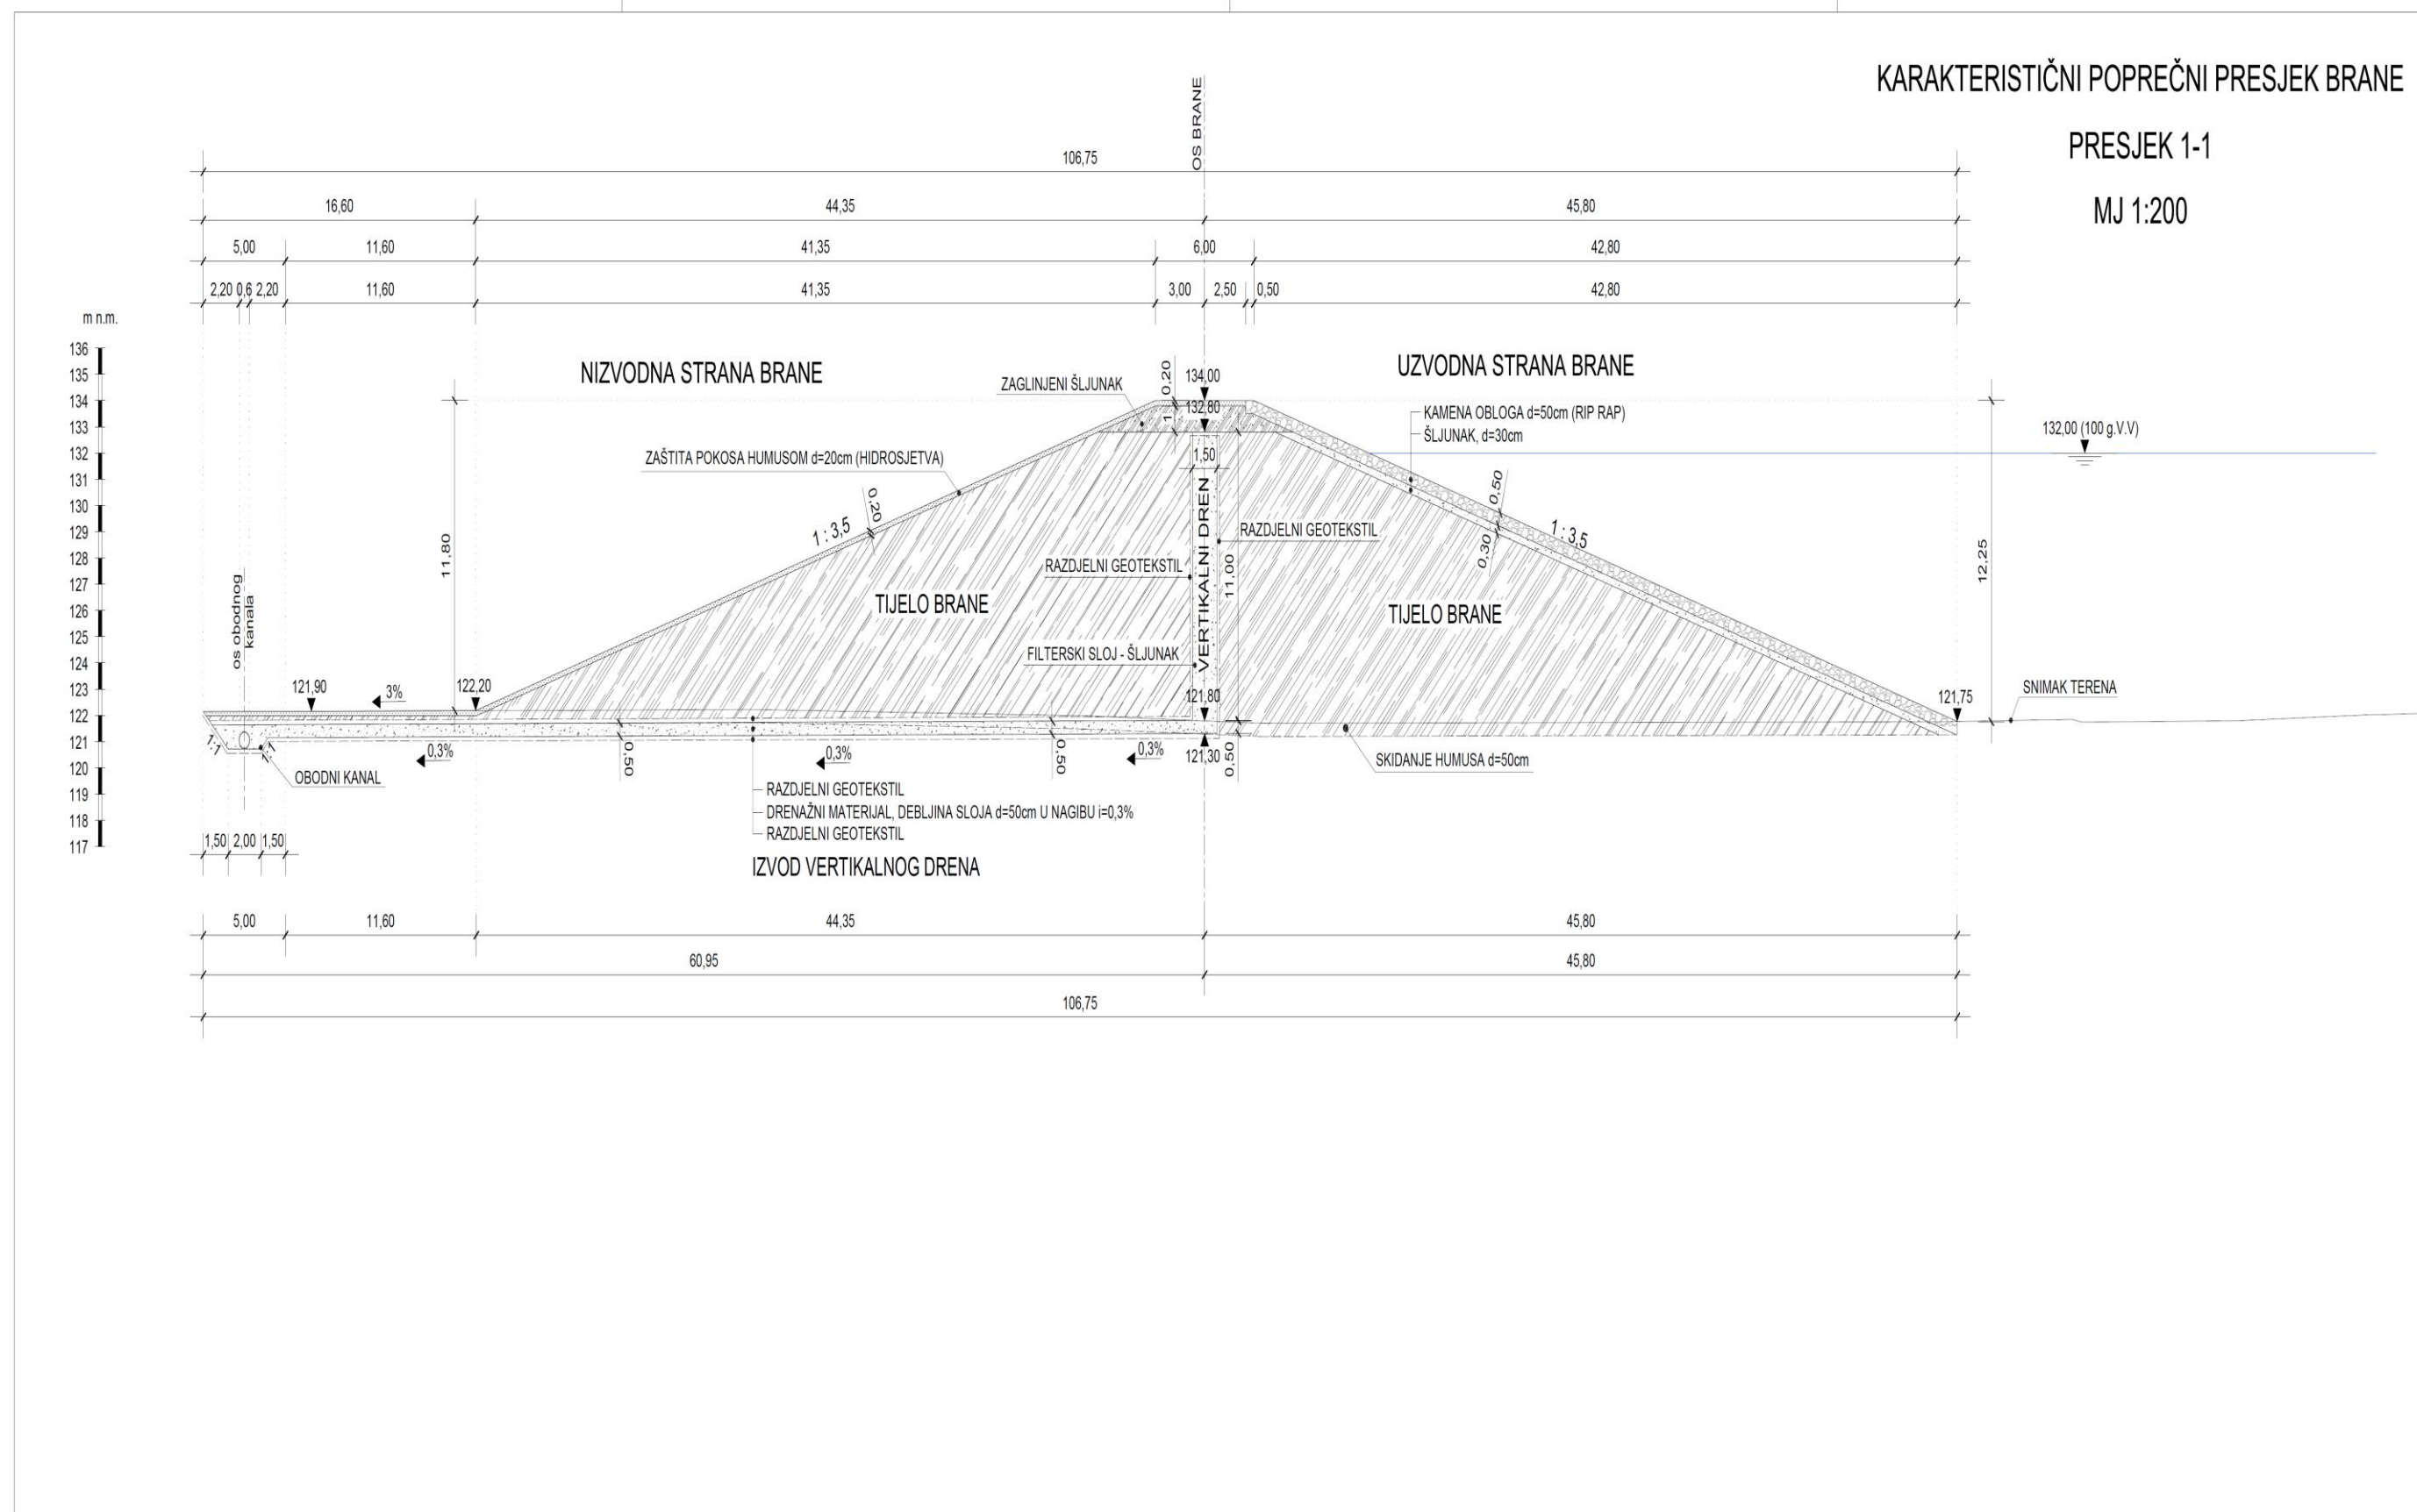 KARAKTERISTIČNI POPREČNI PRESJEK BRANE
PRESJEK 1-1
MJ 1:200
OS BRANE
106,75
16,60 44,35 45,80
5,00 11,60 41,35 6,00 42,80
2,20 0,6 2,20 11,60 41,35 3,00 2,50 0,50 42,80
m n.m.
136
135
134
133
132
131
130
129
128
127
126
125
124
123
122
121
120
119
118
117
NIZVODNA STRANA BRANE
UZVODNA STRANA BRANE
ZAGLINJENI ŠLJUNAK
0,20
134,00
132,80
1
KAMENA OBLOGA d=50cm (RIP RAP)
ŠLJUNAK, d=30cm
132,00 (100 g.V.V)
ZAŠTITA POKOSA HUMUSOM d=20cm (HIDROSJETVA)
1,50
0,20
1 : 3,5
0,50
0,30
1 : 3,5
11,80
12,25
RAZDJELNI GEOTEKSTIL
RAZDJELNI GEOTEKSTIL
VERTIKALNI DREN
11,00
TIJELO BRANE
TIJELO BRANE
os obodnog
kanala
FILTERSKI SLOJ - ŠLJUNAK
121,90
3%
122,20
121,80
121,75
SNIMAK TERENA
1:1
1:1
0,3%
0,50
0,3%
0,50
0,3%
121,30
0,50
SKIDANJE HUMUSA d=50cm
OBODNI KANAL
RAZDJELNI GEOTEKSTIL
DRENAŽNI MATERIJAL, DEBLJINA SLOJA d=50cm U NAGIBU i=0,3%
RAZDJELNI GEOTEKSTIL
IZVOD VERTIKALNOG DRENA
1,50 2,00 1,50
5,00 11,60 44,35 45,80
60,95 45,80
106,75